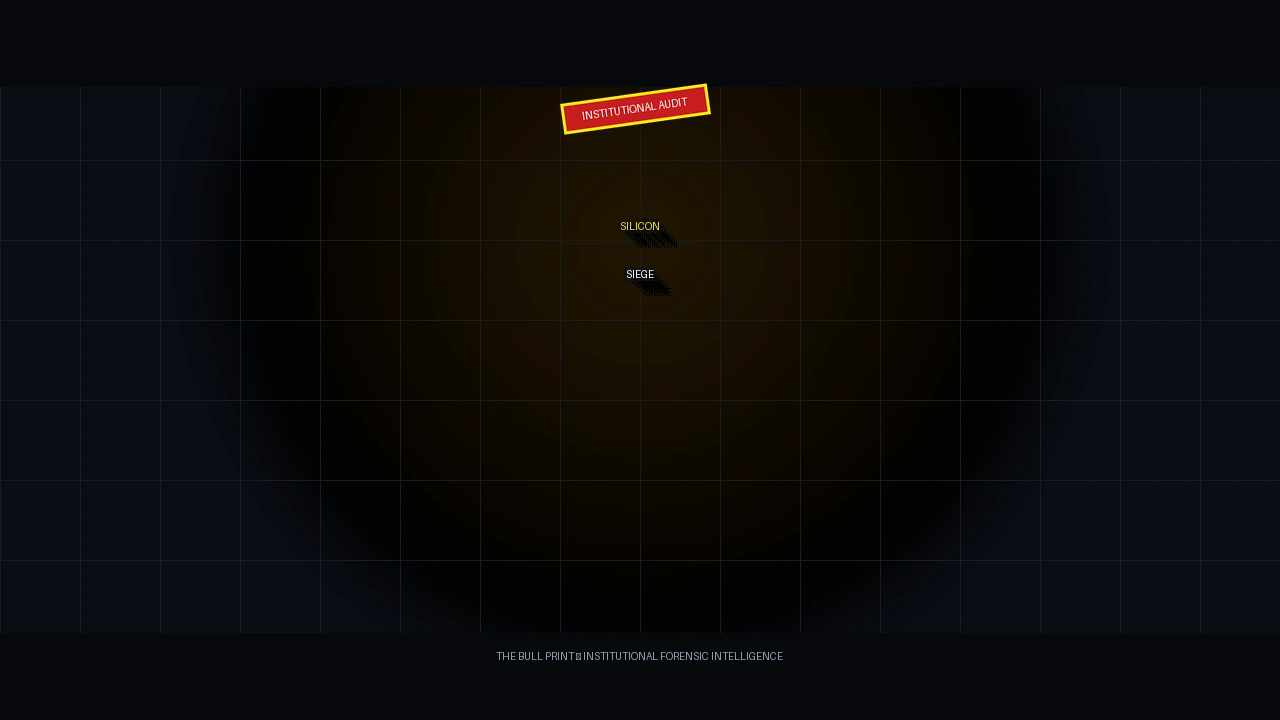 INSTITUTIONAL AUDIT
SILICON
SIEGE
THE BULL PRINT INSTITUTIONAL FORENSIC INTELLIGENCE